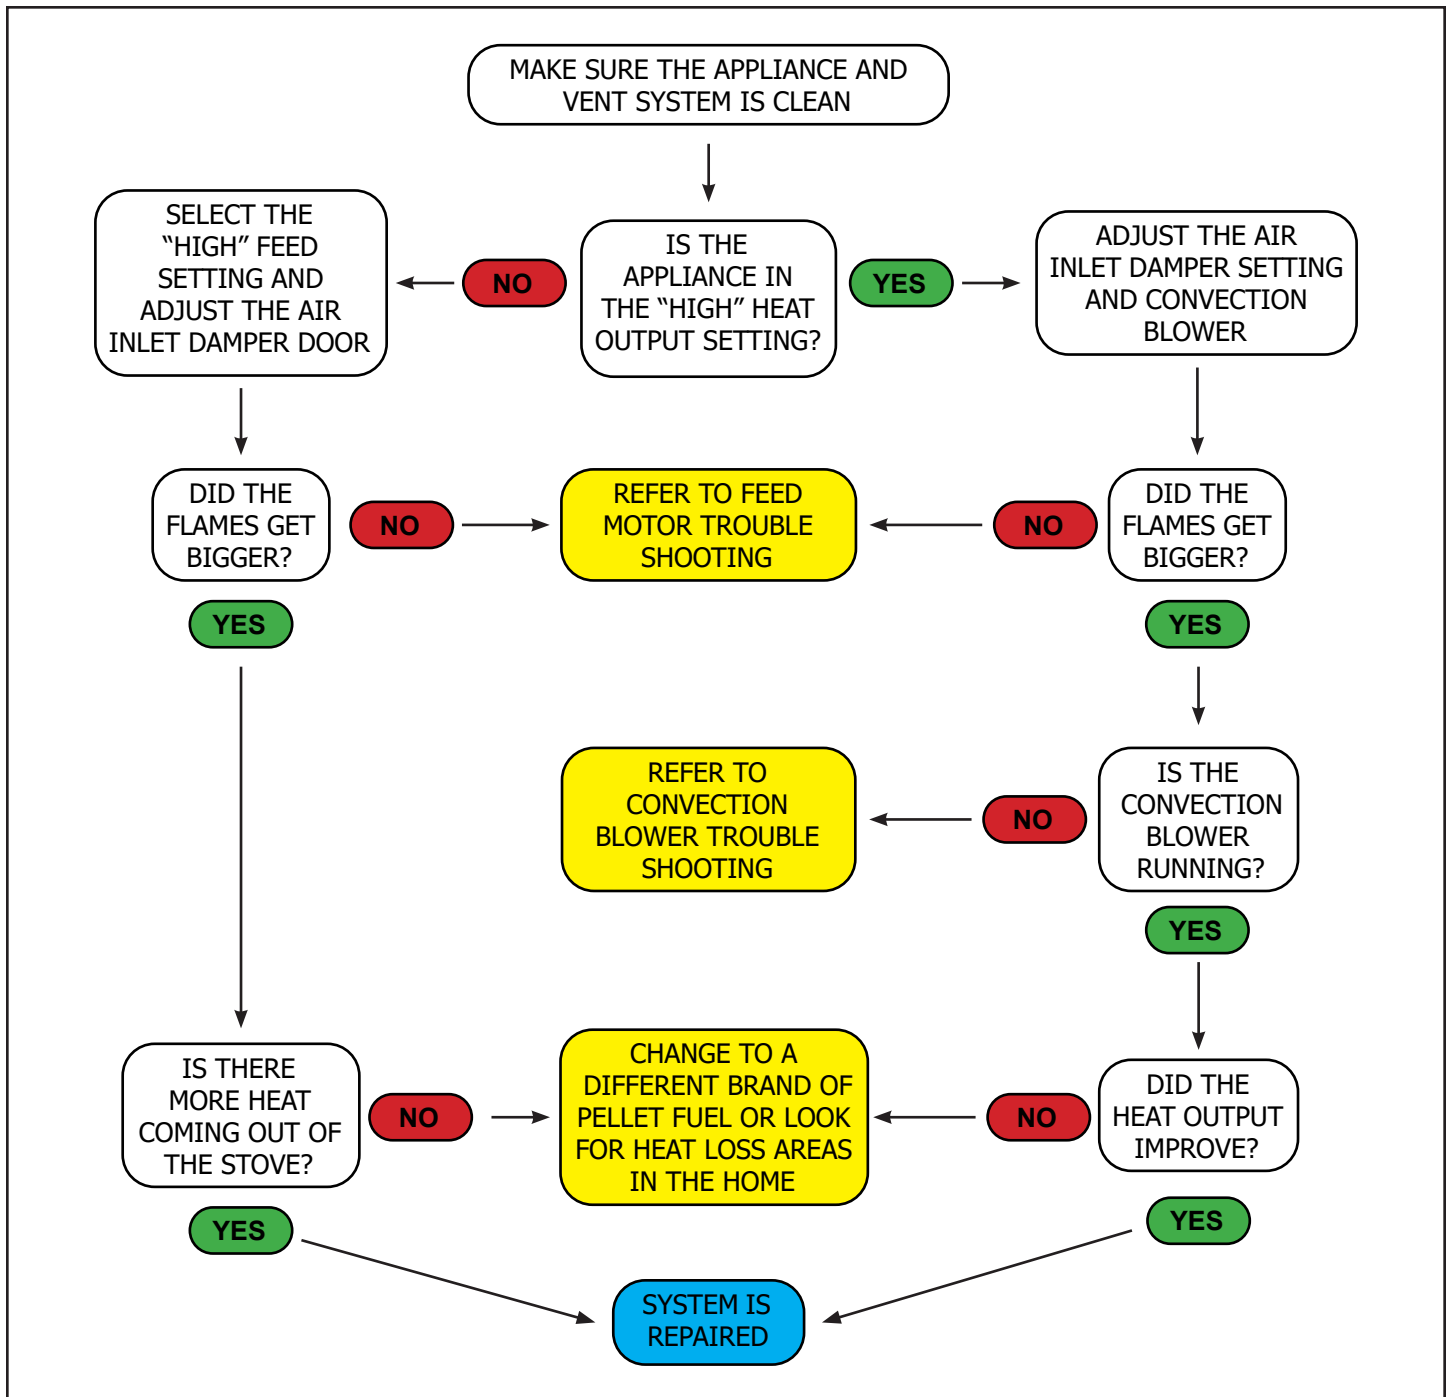 MAKE SURE THE APPLIANCE AND
VENT SYSTEM IS CLEAN
SELECT THE
“HIGH” FEED
SETTING AND
ADJUST THE AIR
INLET DAMPER DOOR
NO
IS THE
APPLIANCE IN
THE “HIGH” HEAT
OUTPUT SETTING?
YES
ADJUST THE AIR
INLET DAMPER SETTING
AND CONVECTION
BLOWER
DID THE
FLAMES GET
BIGGER?
NO
REFER TO FEED
MOTOR TROUBLE
SHOOTING
NO
DID THE
FLAMES GET
BIGGER?
YES
YES
REFER TO
CONVECTION
BLOWER TROUBLE
SHOOTING
NO
IS THE
CONVECTION
BLOWER
RUNNING?
YES
IS THERE
MORE HEAT
COMING OUT OF
THE STOVE?
NO
CHANGE TO A
DIFFERENT BRAND OF
PELLET FUEL OR LOOK
FOR HEAT LOSS AREAS
IN THE HOME
NO
DID THE
HEAT OUTPUT
IMPROVE?
YES
YES
SYSTEM IS
REPAIRED